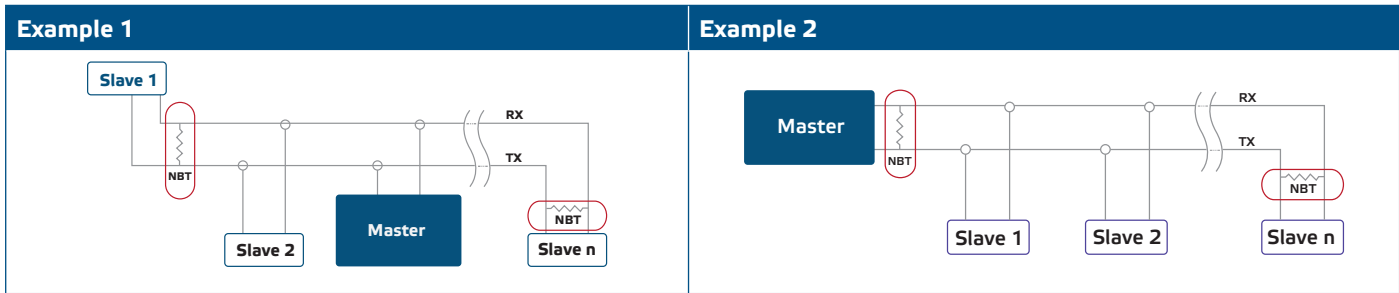 Example 1
Slave 1
RX
TX
NBT
NBT
Master
Slave 2
Slave n
Example 2
Master
RX
TX
NBT
NBT
Slave 1
Slave 2
Slave n